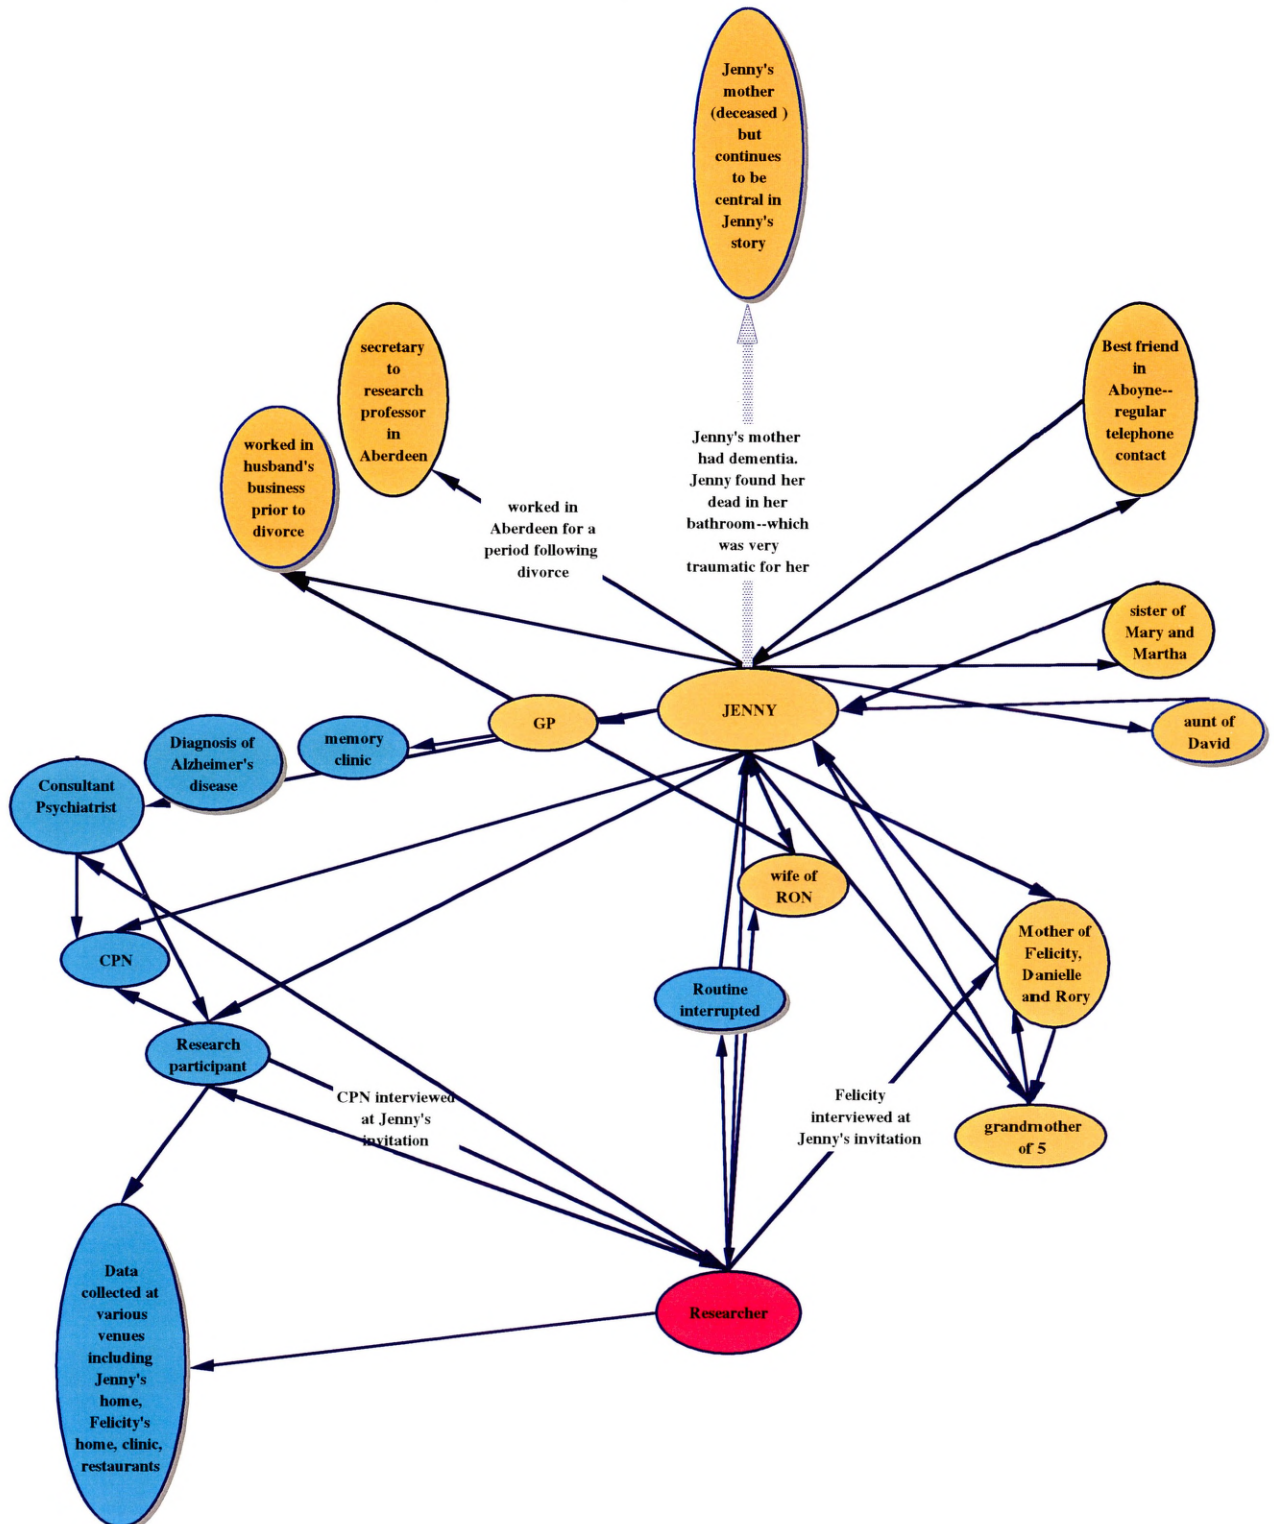 Jenny's
mother
(deceased )
but
continues
to be
central in
Jenny's
story
secretary
to
research
professor
in
Aberdeen
Best friend
in
Aboyne--
regular
telephone
contact
worked in
husband's
business
prior to
divorce
Jenny's mother
had dementia.
Jenny found her
dead in her
bathroom--which
was very
traumatic for her
worked in
Aberdeen for a
period following
divorce
sister of
Mary and
Martha
JENNY
GP
aunt of
David
memory
clinic
Diagnosis of
Alzheimer's
disease
Consultant
Psychiatrist
wife of
RON
CPN
Mother of
Felicity,
Danielle
and Rory
Routine
interrupted
Research
participant
CPN interviewed
at Jenny's
invitation
Felicity
interviewed at
Jenny's invitation
grandmother
of 5
Researcher
Data
collected at
various
venues
including
Jenny's
home,
Felicity's
home, clinic,
restaurants